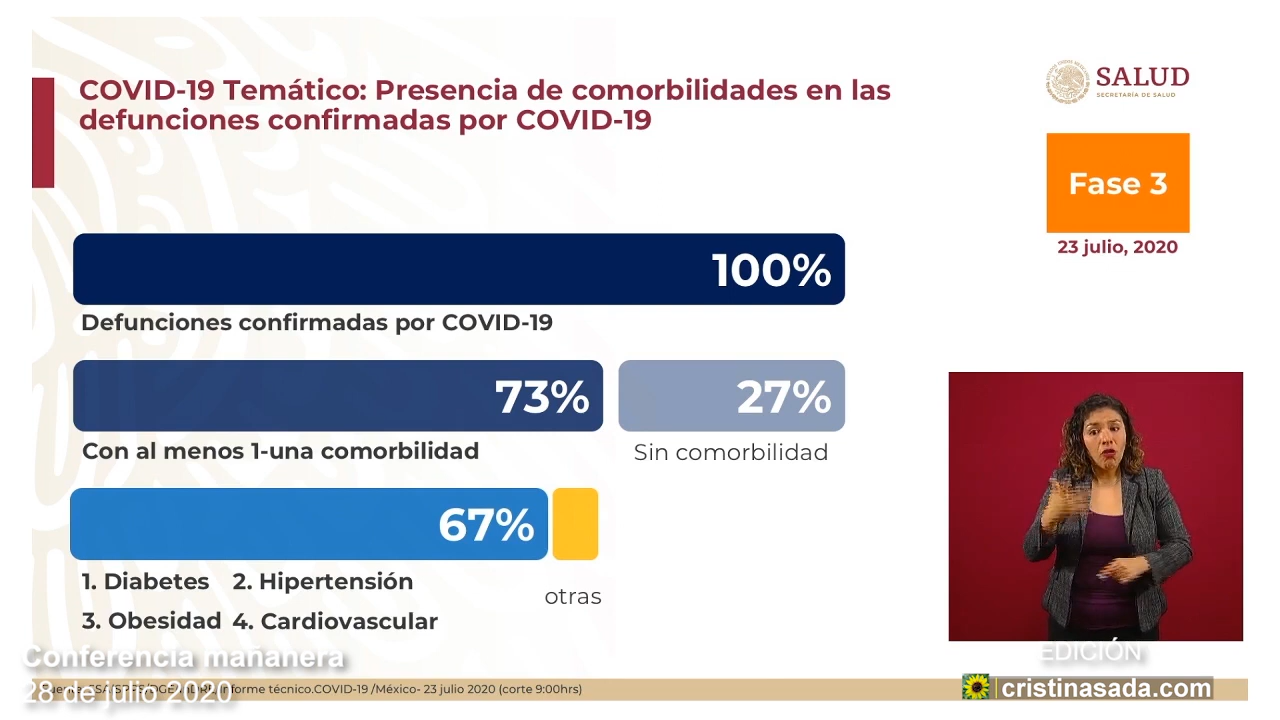 COVID-19 Temático: Presencia de comorbilidades en las
defunciones confirmadas por COVID-19
SALUD
SECRETARÍA DE SALUD
Fase 3
23 julio, 2020
100%
Defunciones confirmadas por COVID-19
73%
27%
Con al menos 1-una comorbilidad
Sin comorbilidad
67%
1. Diabetes 2. Hipertensión
otras
3. Obesidad 4. Cardiovascular
Conferencia mañanera
EDICIÓN
28 de julio 2020
Informe técnico.COVID-19 /México- 23 julio 2020 (corte 9:00hrs)
cristinasada.com